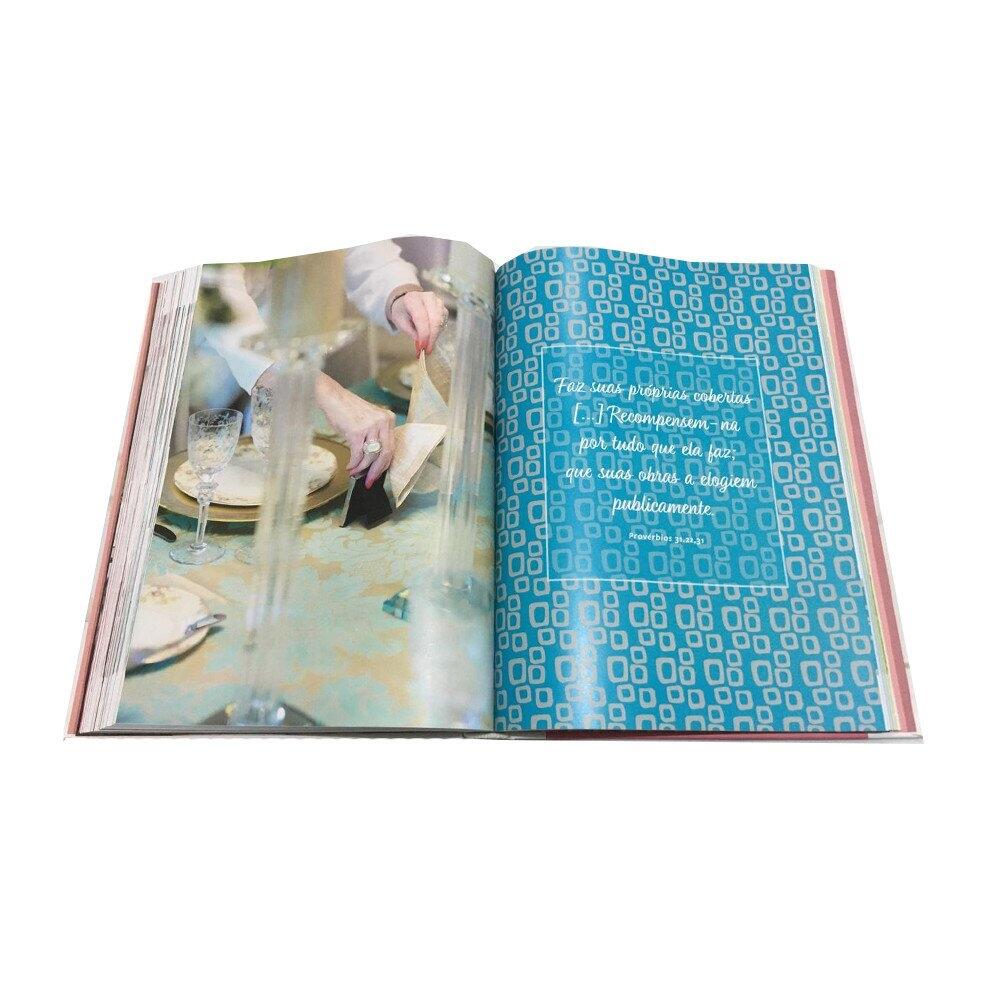 Faz suas próprias cobertas
[...] Recompensem-na
por tudo que ela faz;
que suas obras a elogiem
publicamente.
Provérbios 31.22,31